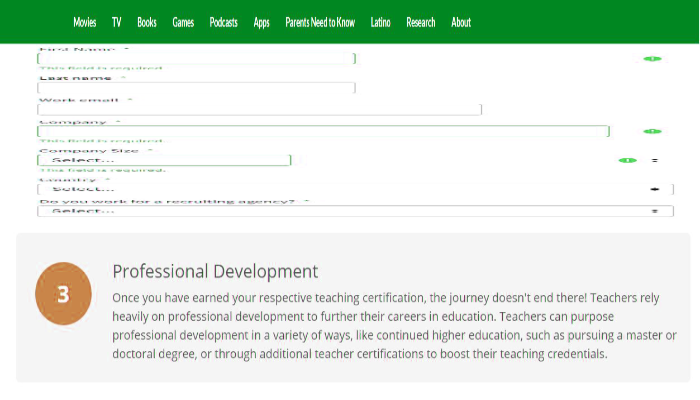 Movies TV Books Games Podcasts Apps Parents Need to Know Latino Research About
First Name *
This field is required.
Last name *
Work email *
Company *
This field is required.
Company Size *
Select...
This field is required.
Country *
Select...
Do you work for a recruiting agency? *
Select...
Professional Development
3
Once you have earned your respective teaching certification, the journey doesn't end there! Teachers rely
heavily on professional development to further their careers in education. Teachers can purpose
professional development in a variety of ways, like continued higher education, such as pursuing a master or
doctoral degree, or through additional teacher certifications to boost their teaching credentials.